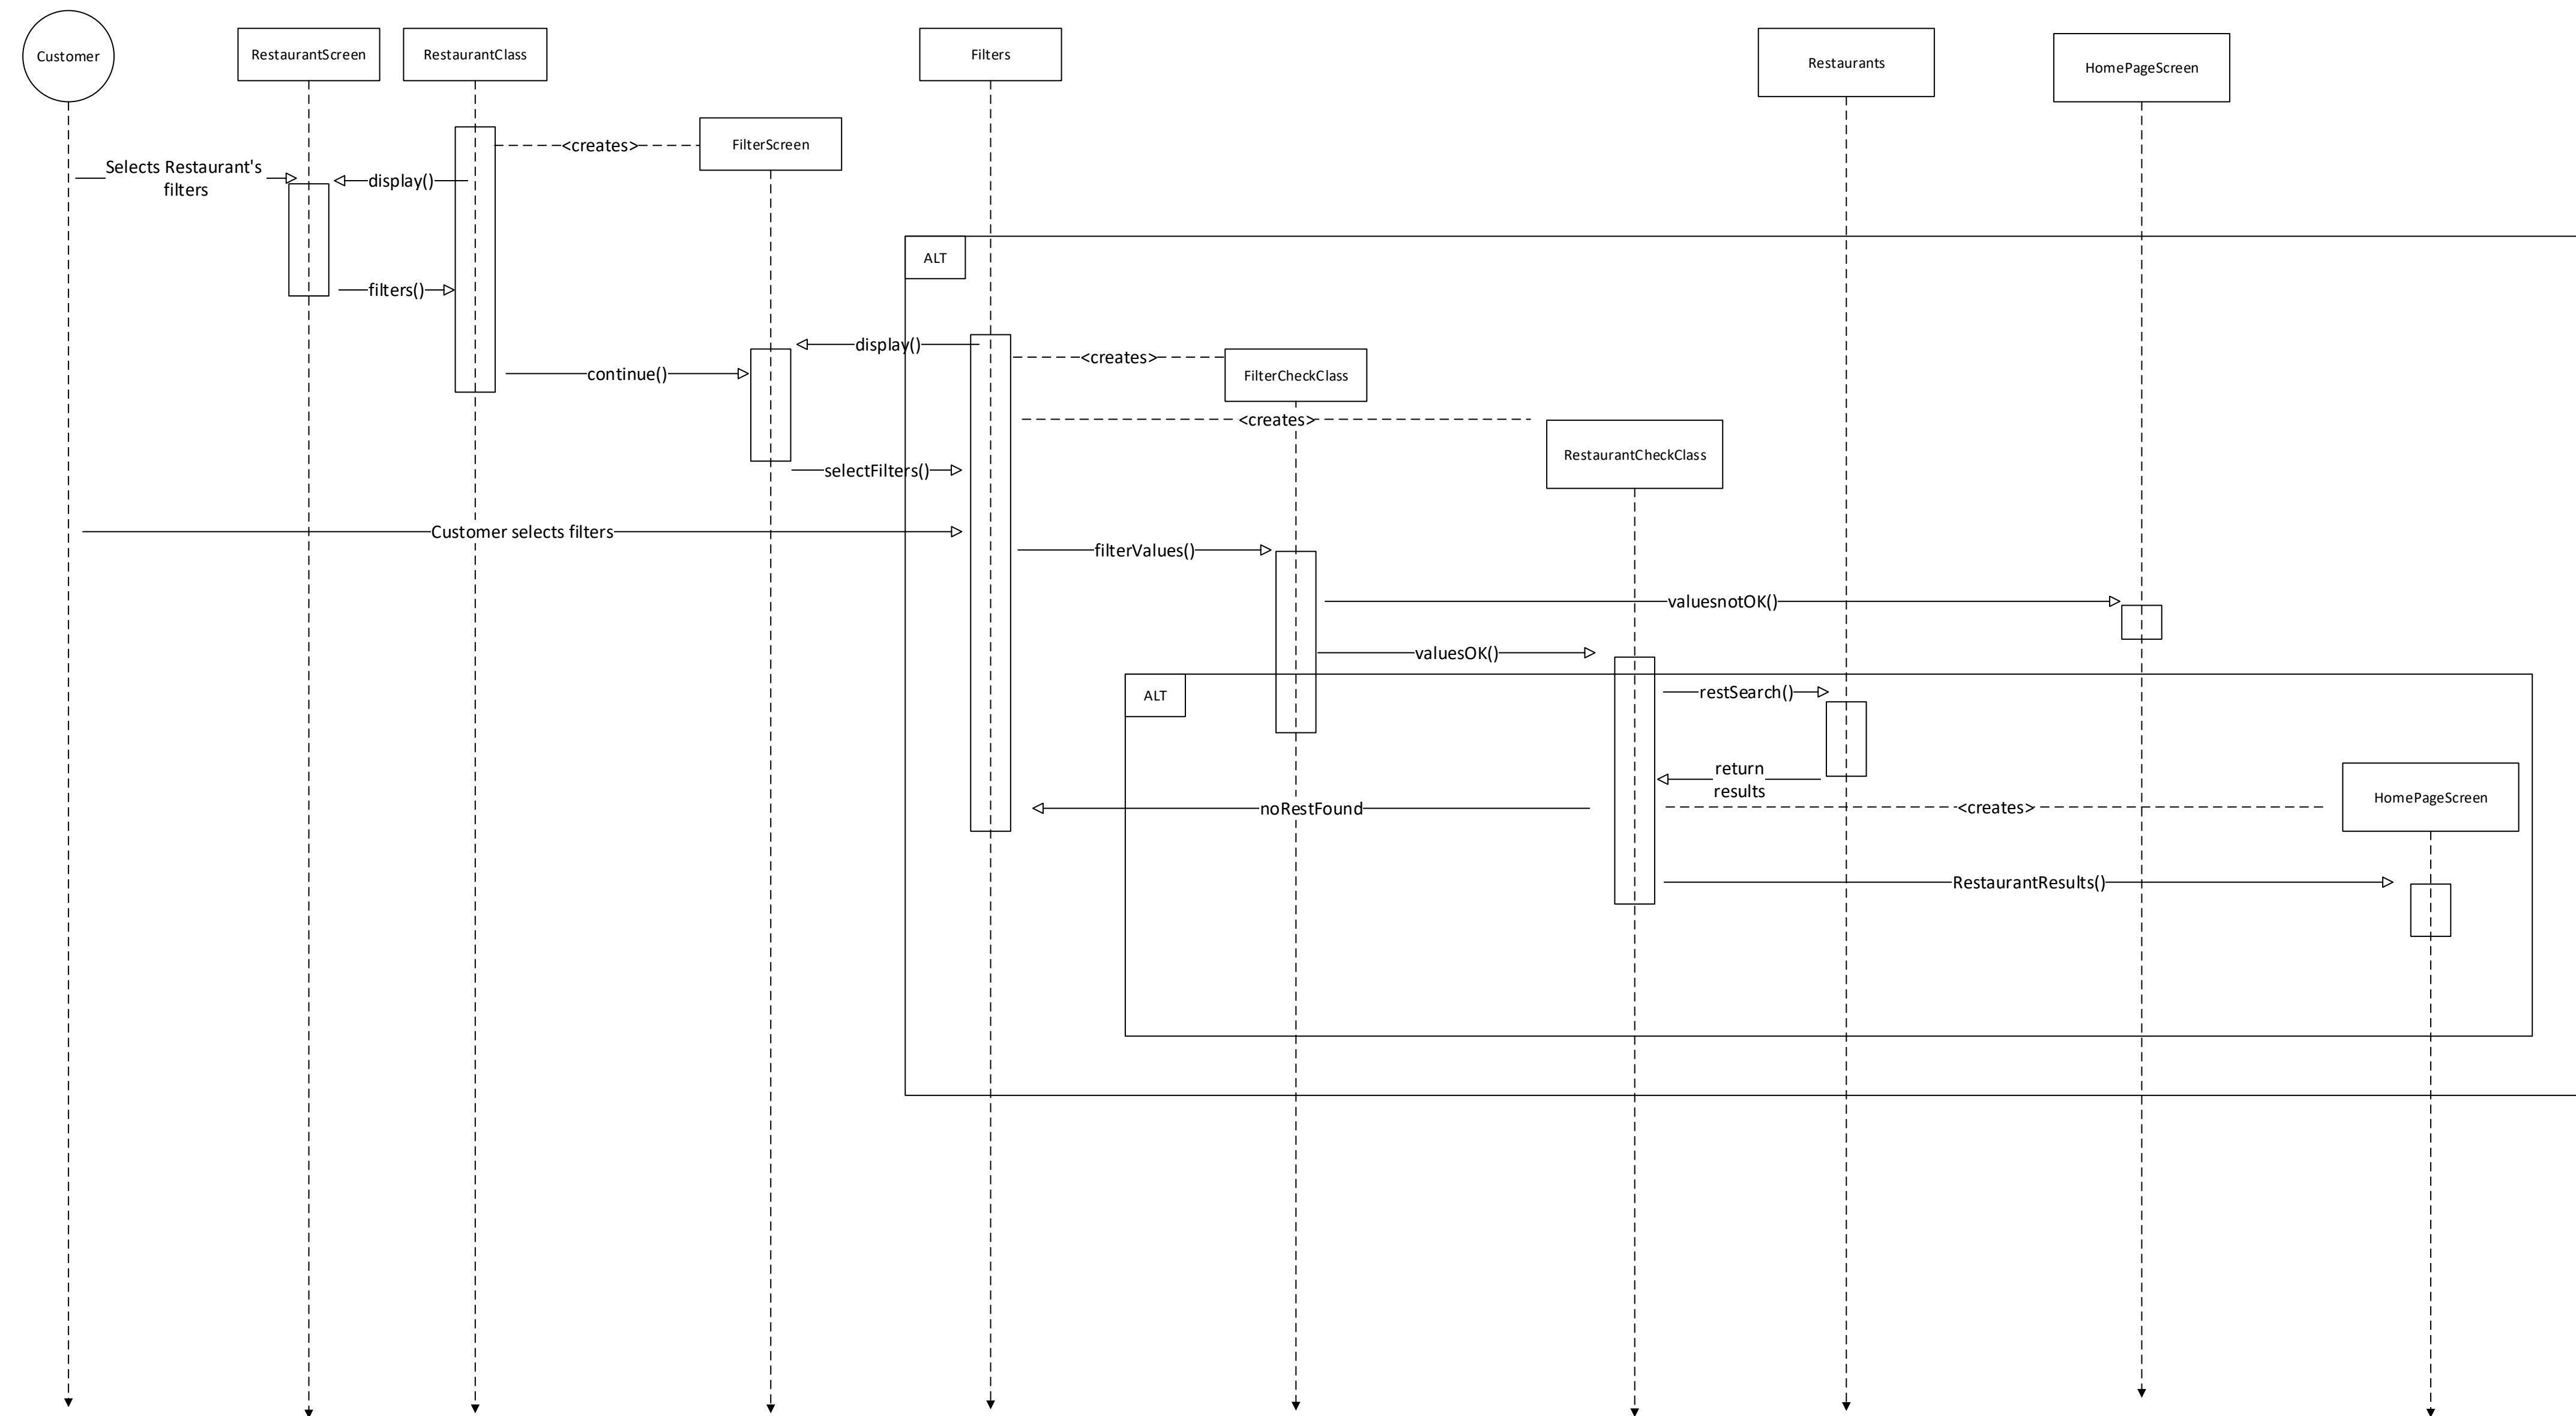 Customer
RestaurantScreen
RestaurantClass
Filters
Restaurants
HomePageScreen
<creates>
FilterScreen
Selects Restaurant's
filters
display()
ALT
filters()
display()
<creates>
continue()
FilterCheckClass
<creates>
RestaurantCheckClass
selectFilters()
Customer selects filters
filterValues()
valuesnotOK()
valuesOK()
ALT
restSearch()
return
results
noRestFound
<creates>
HomePageScreen
RestaurantResults()